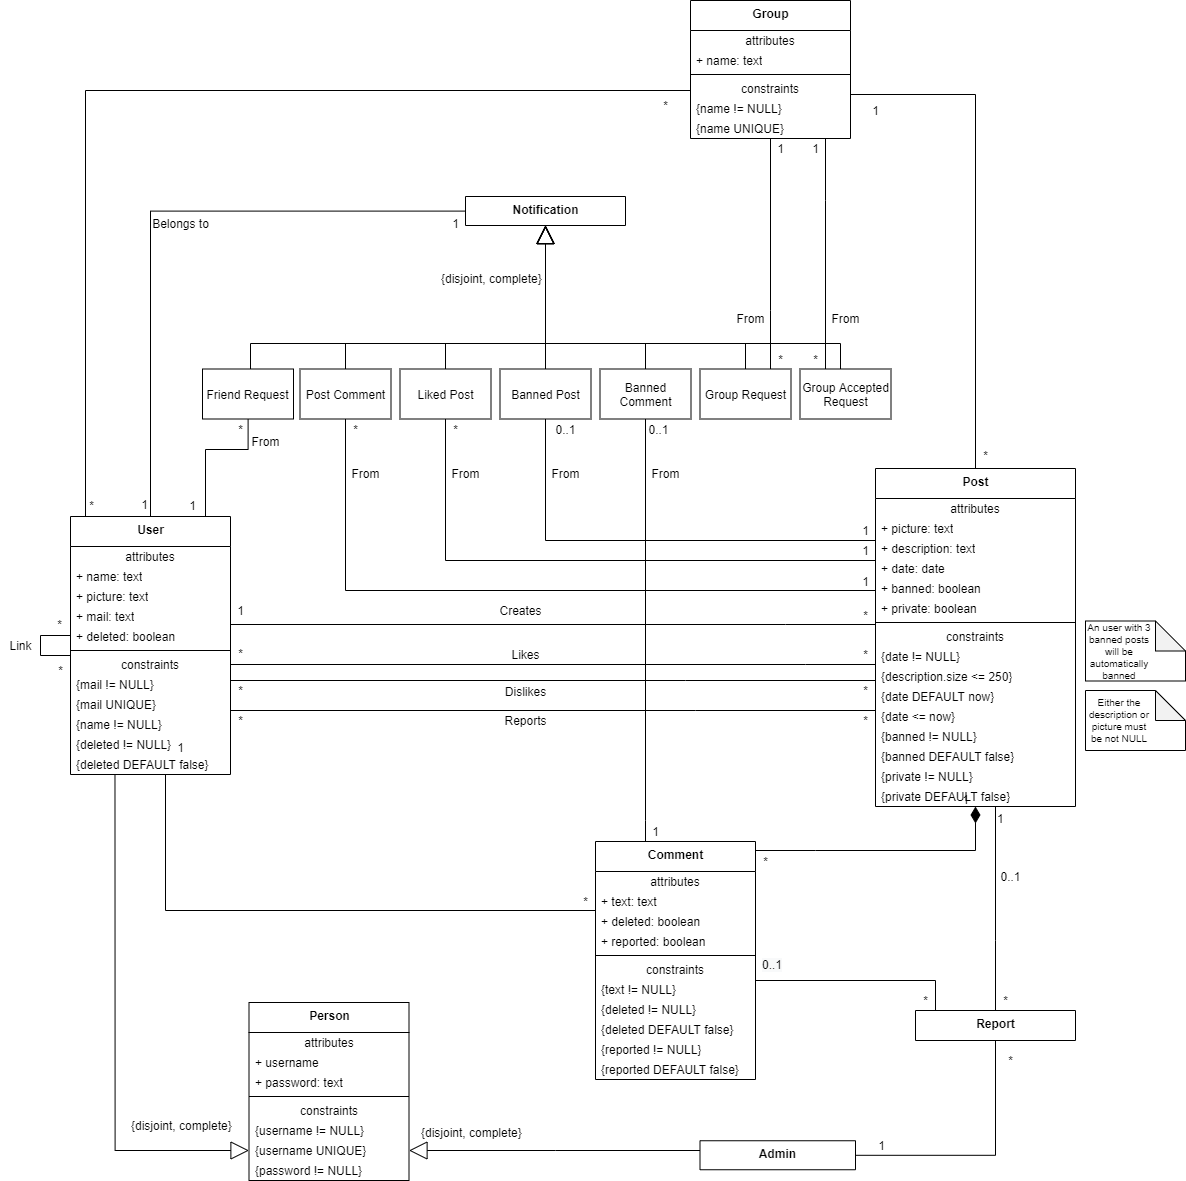 Group
attributes
+ name: text
constraints
{name != NULL}
{name UNIQUE}
*
1
1
1
Notification
Belongs to
1
{disjoint, complete}
From
From
*
*
Friend Request
Post Comment
Liked Post
Banned Post
Banned
Comment
Group Request
Group Accepted
Request
*
From
*
*
0..1
0..1
From
From
From
From
*
*
1
1
User
attributes
+ name: text
+ picture: text
+ mail: text
+ deleted: boolean
constraints
{mail != NULL}
{mail UNIQUE}
{name != NULL}
{deleted != NULL}
1
{deleted DEFAULT false}
Link
*
*
1
1
1
1
Creates
*
*
Likes
*
*
Dislikes
*
*
Reports
*
Post
attributes
+ picture: text
+ description: text
+ date: date
+ banned: boolean
+ private: boolean
constraints
{date != NULL}
{description.size <= 250}
{date DEFAULT now}
{date <= now}
{banned != NULL}
{banned DEFAULT false}
{private != NULL}
{private DEFAULT false}
1
An user with 3
banned posts
will be
automatically
banned
Either the
description or
picture must
be not NULL
1
0..1
1
*
*
Comment
attributes
+ text: text
+ deleted: boolean
+ reported: boolean
constraints
{text != NULL}
{deleted != NULL}
{deleted DEFAULT false}
{reported != NULL}
{reported DEFAULT false}
0..1
*
*
Report
*
Person
attributes
+ username
+ password: text
constraints
{username != NULL}
{username UNIQUE}
{password != NULL}
{disjoint, complete}
{disjoint, complete}
Admin
1